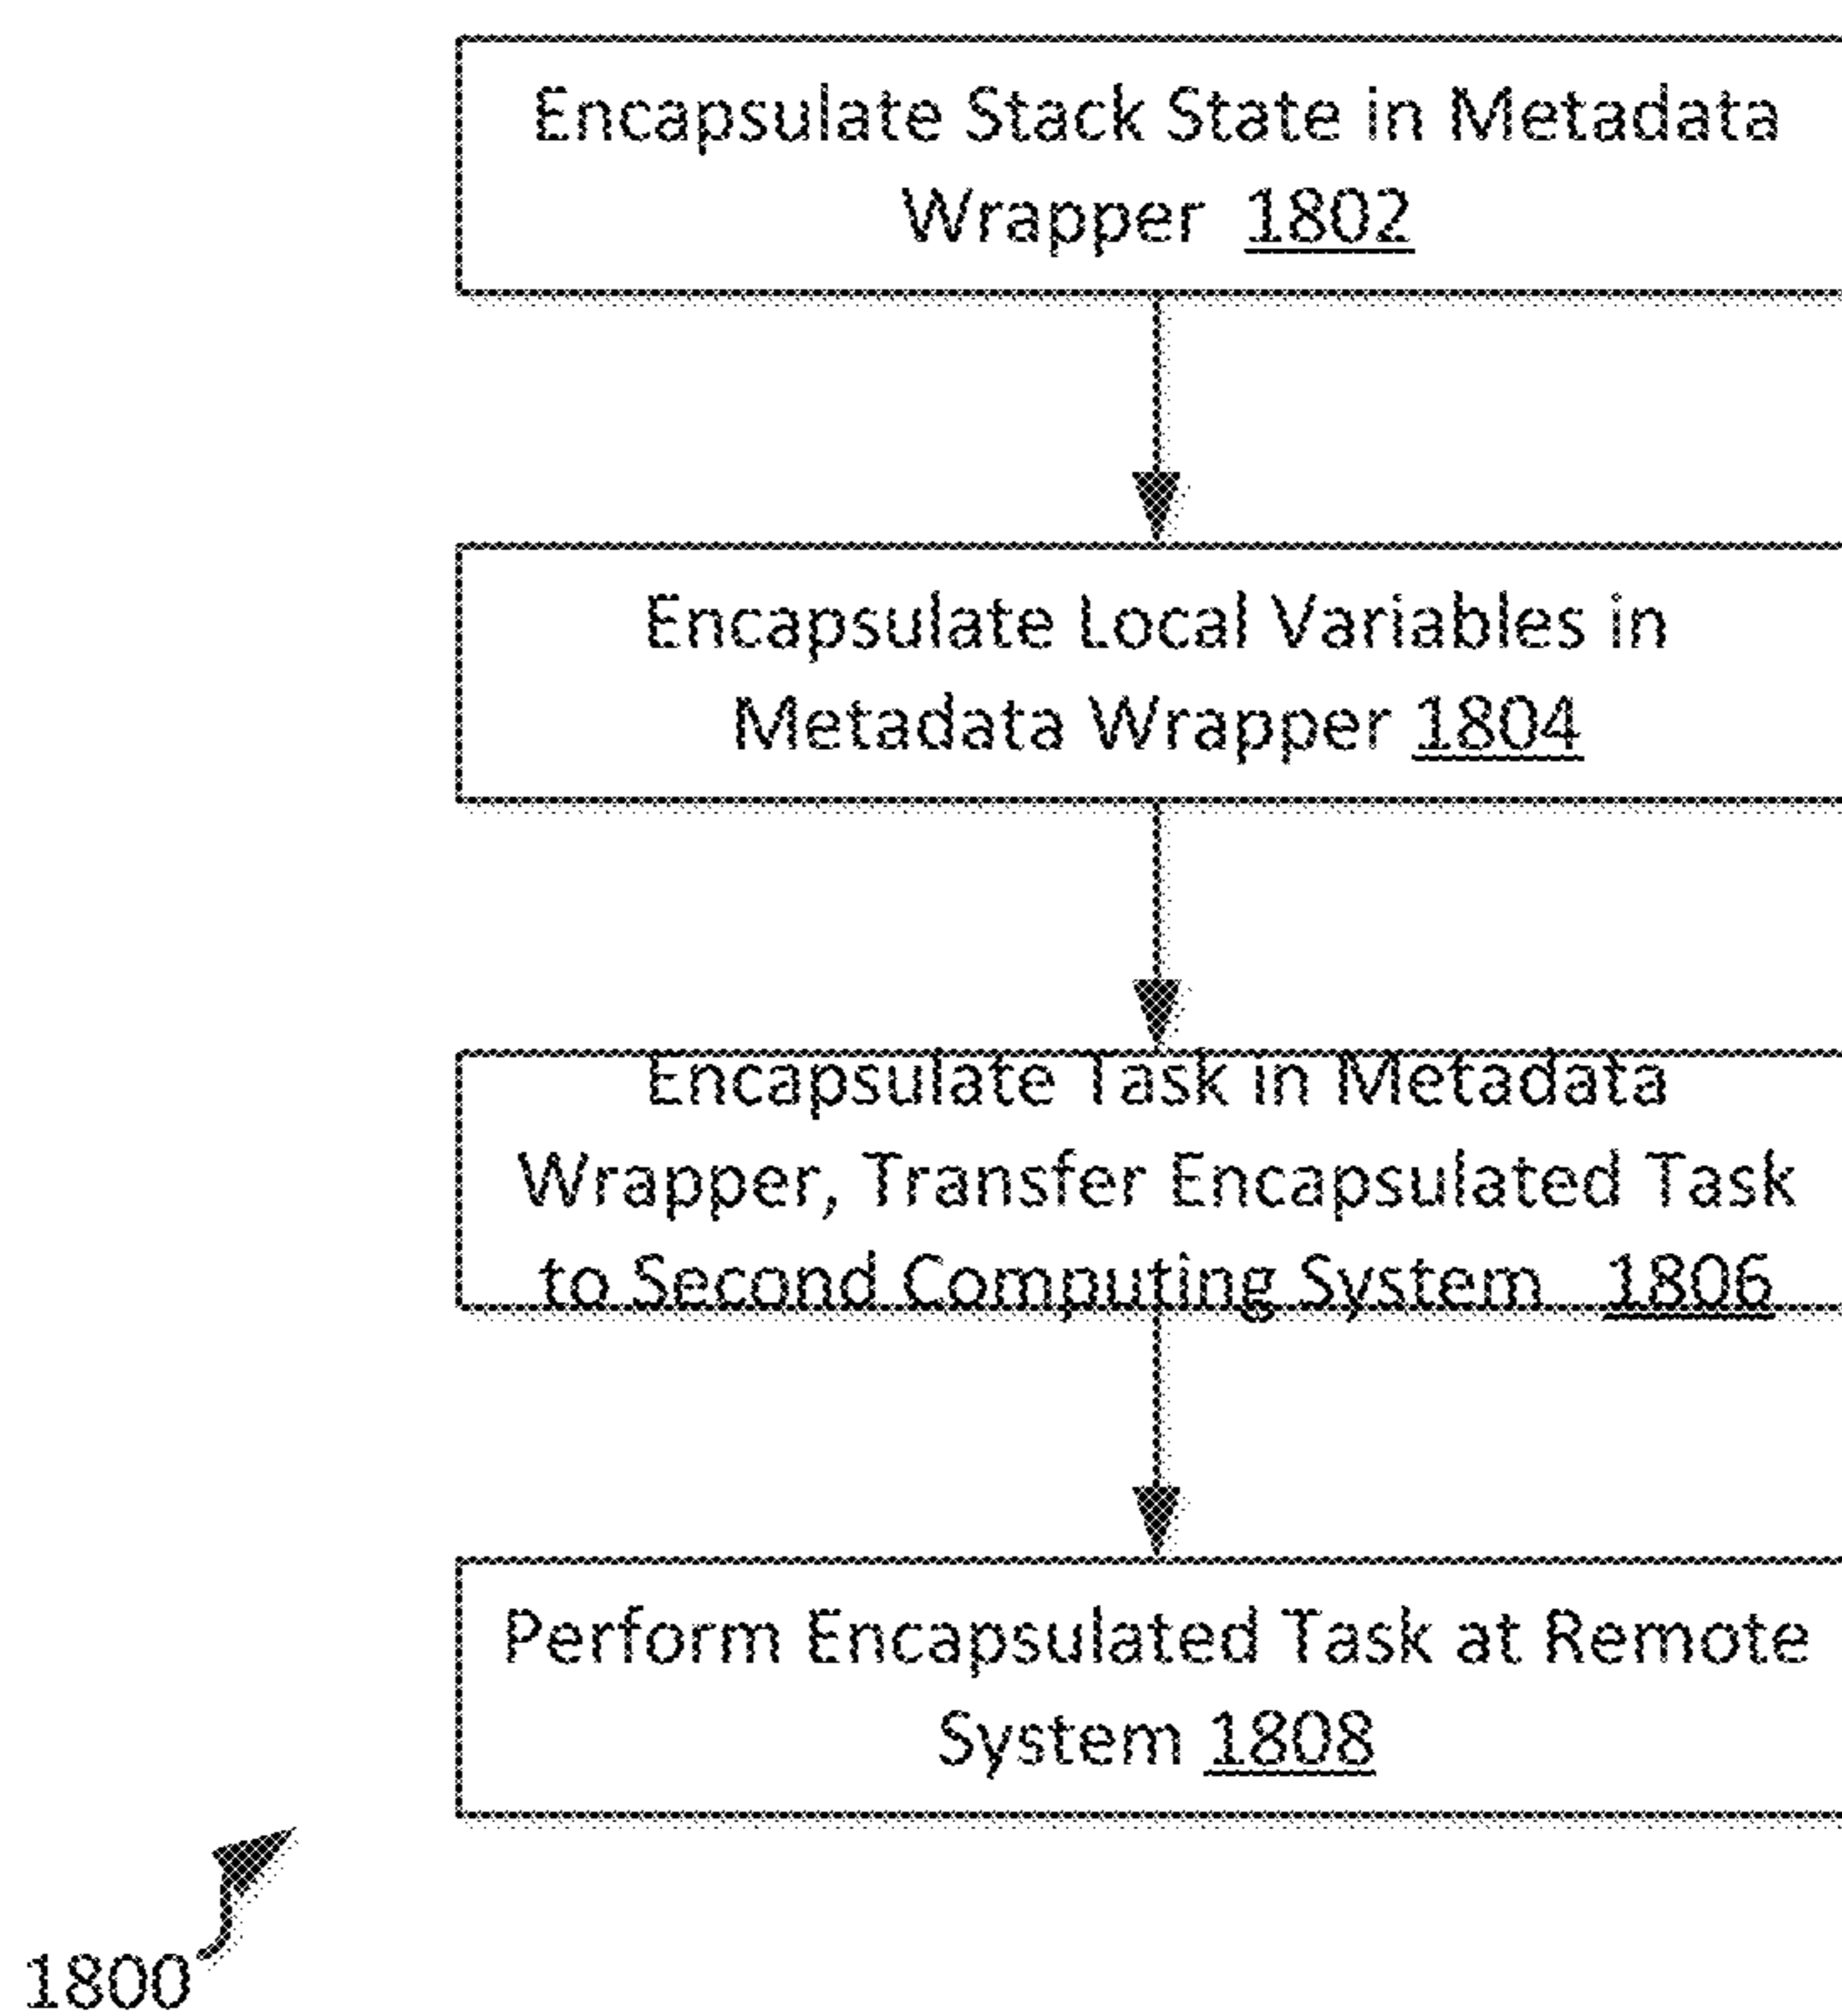 Encapsulate Stack State in Metadata
Wrapper 1802
Encapsulate Local Variables in
Metadata Wrapper 1804
Encapsulate Task in Metadata
Wrapper, Transfer Encapsulated Task
to Second Computing System 1806
Perform Encapsulated Task at Remote
System 1808
1800